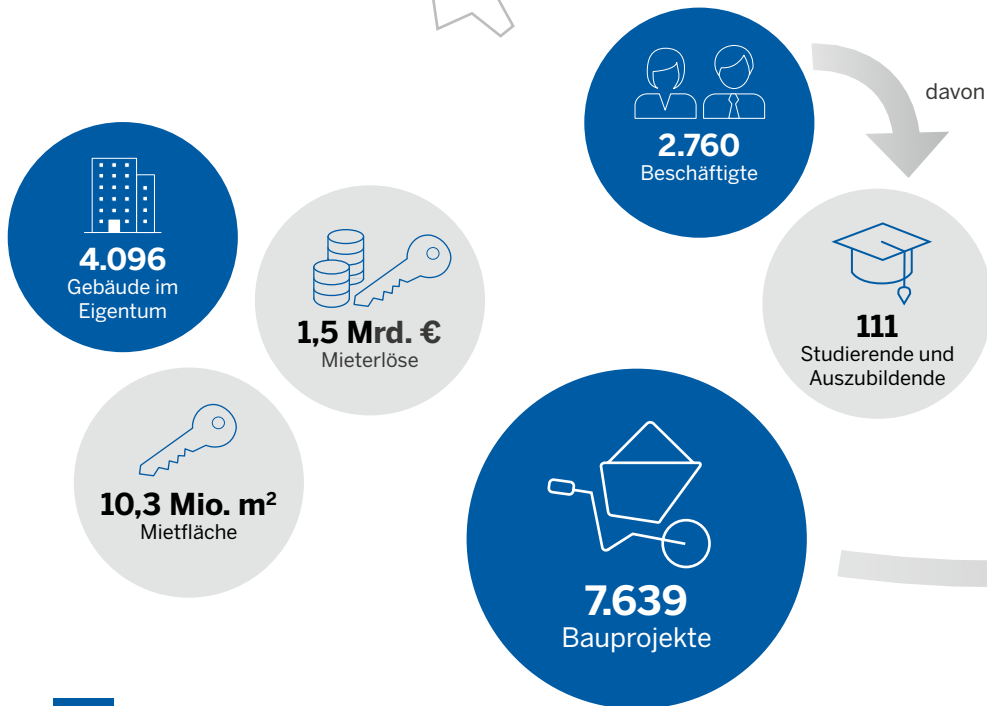 2.760
Beschäftigte
davon
4.096
Gebäude im
Eigentum
1,5 Mrd. €
Mieterlöse
111
Studierende und
Auszubildende
10,3 Mio. m²
Mietfläche
7.639
Bauprojekte